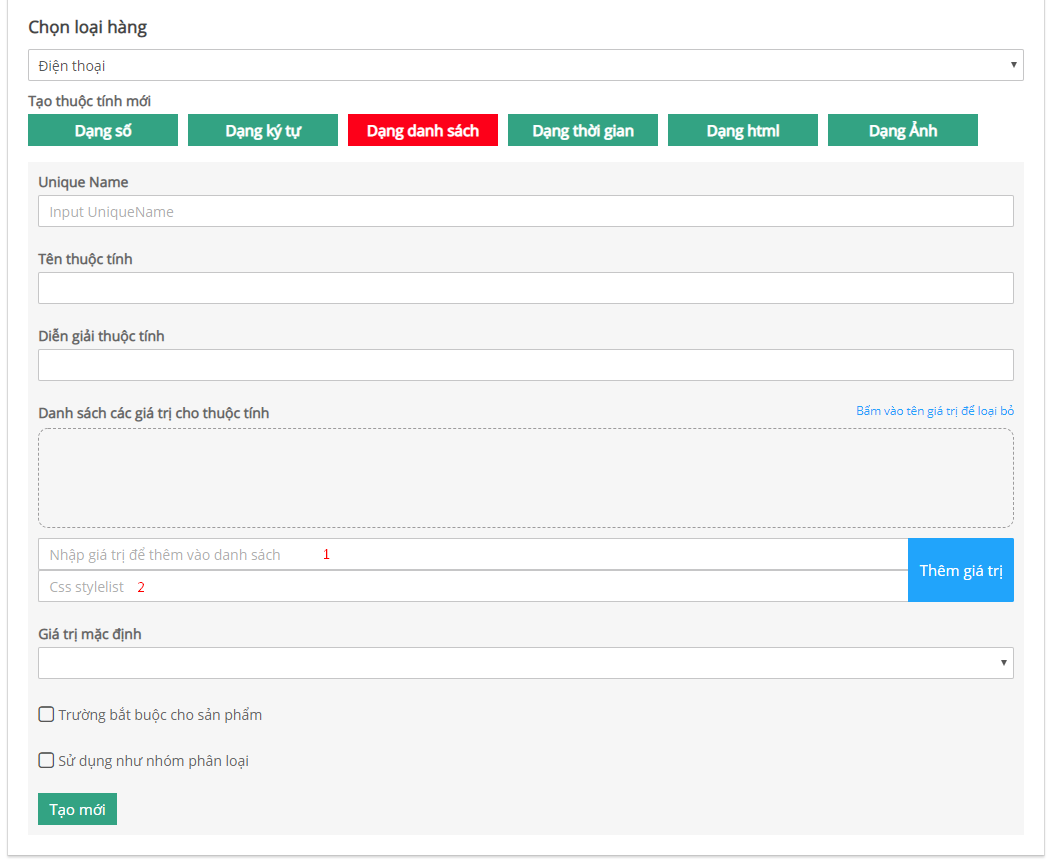 Chọn loại hàng
Điện thoại
Tạo thuộc tính mới
Dạng số Dạng ký tự Dạng danh sách Dạng thời gian Dạng html Dạng Ảnh
Unique Name
Input UniqueName
Tên thuộc tính
Diễn giải thuộc tính
Danh sách các giá trị cho thuộc tính Bấm vào tên giá trị để loại bỏ
Nhập giá trị để thêm vào danh sách 1
Css stylelist 2
Thêm giá trị
Giá trị mặc định
Trường bắt buộc cho sản phẩm
Sử dụng như nhóm phân loại
Tạo mới